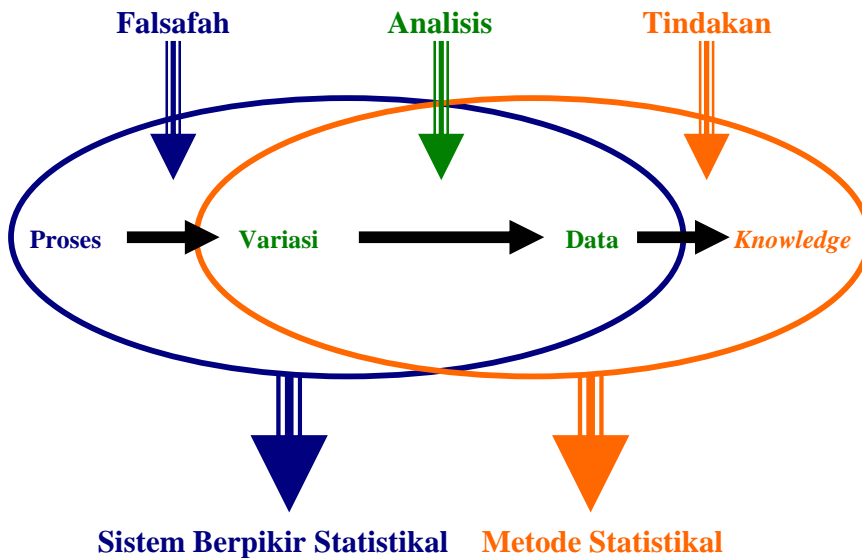 Falsafah Analisis Tindakan
Proses Variasi Data Knowledge
Sistem Berpikir Statistikal Metode Statistikal